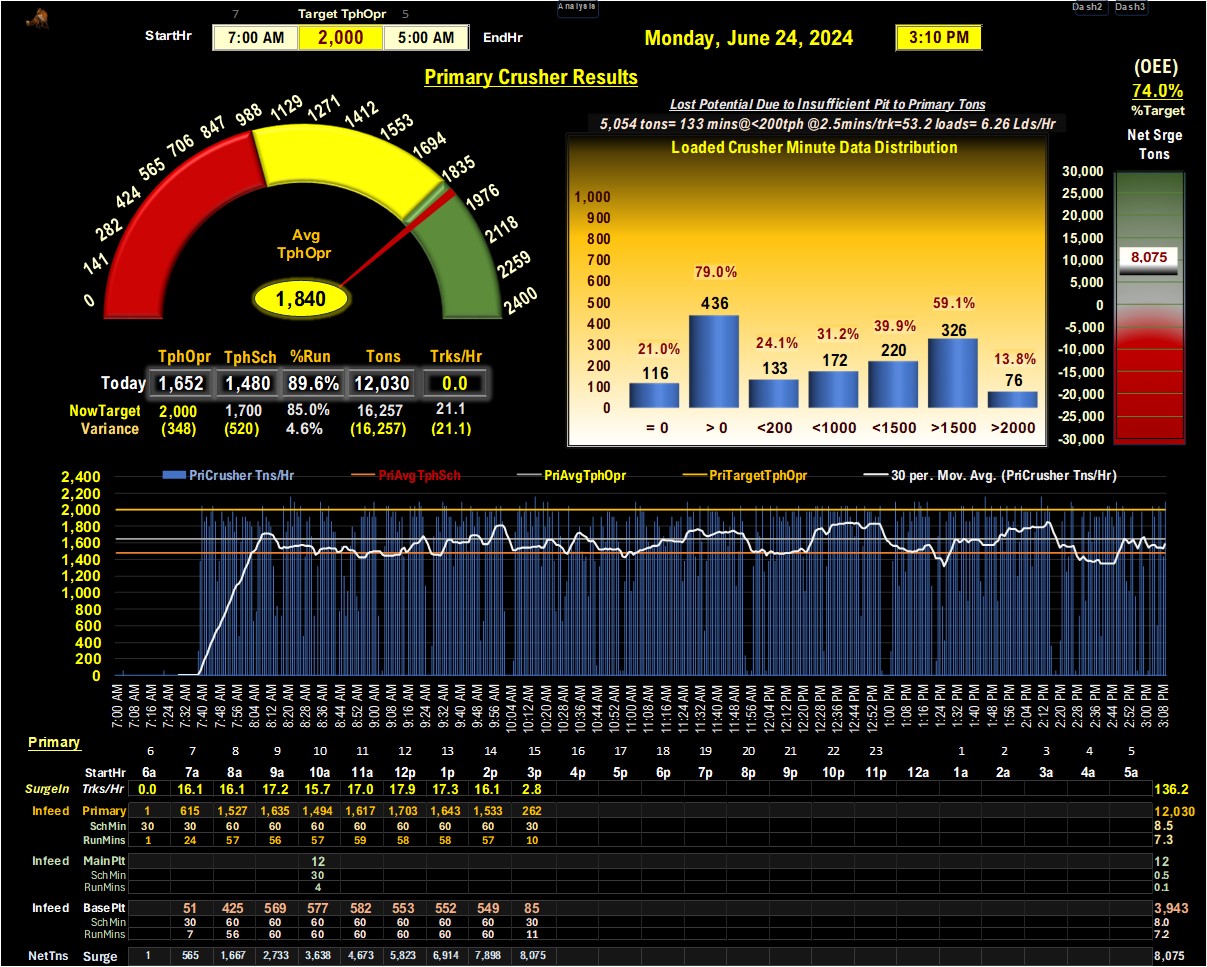 Analysis
Dash2 Dash3
7 Target TphOpr 5
StartHr 7:00 AM 2,000 5:00 AM EndHr
Monday, June 24, 2024 3:10 PM
Primary Crusher Results
(OEE)
74.0%
%Target
Net Srge
Tons
Lost Potential Due to Insufficient Pit to Primary Tons
5,054 tons= 133 mins@<200tph @2.5mins/trk=53.2 loads= 6.26 Lds/Hr
0 141 282 424 565 706 847 988 1129 1271 1412 1553 1694 1835 1976 2118 2259 2400
Avg
TphOpr
1,840
TphOpr TphSch %Run Tons Trks/Hr
Today 1,652 1,480 89.6% 12,030 0.0
NowTarget 2,000 1,700 85.0% 16,257 21.1
Variance (348) (520) 4.6% (16,257) (21.1)
Loaded Crusher Minute Data Distribution
1,000
900
800
700
600
500
400
300
200
100
0
21.0% 79.0% 24.1% 31.2% 39.9% 59.1% 13.8%
116 436 133 172 220 326 76
= 0 > 0 <200 <1000 <1500 >1500 >2000
30,000
25,000
20,000
15,000
10,000
5,000
0
-5,000
-10,000
-15,000
-20,000
-25,000
-30,000
8,075
PriCrusher Tns/Hr PriAvgTphSch PriAvgTphOpr PriTargetTphOpr 30 per. Mov. Avg. (PriCrusher Tns/Hr)
2,400
2,200
2,000
1,800
1,600
1,400
1,200
1,000
800
600
400
200
0
7:00 AM 7:08 AM 7:16 AM 7:24 AM 7:32 AM 7:40 AM 7:48 AM 7:56 AM 8:04 AM 8:12 AM 8:20 AM 8:28 AM 8:36 AM 8:44 AM 8:52 AM 9:00 AM 9:08 AM 9:16 AM 9:24 AM 9:32 AM 9:40 AM 9:48 AM 9:56 AM 10:04 AM 10:12 AM 10:20 AM 10:28 AM 10:36 AM 10:44 AM 10:52 AM 11:00 AM 11:08 AM 11:16 AM 11:24 AM 11:32 AM 11:40 AM 11:48 AM 11:56 AM 12:04 PM 12:12 PM 12:20 PM 12:28 PM 12:36 PM 12:44 PM 12:52 PM 1:00 PM 1:08 PM 1:16 PM 1:24 PM 1:32 PM 1:40 PM 1:48 PM 1:56 PM 2:04 PM 2:12 PM 2:20 PM 2:28 PM 2:36 PM 2:44 PM 2:52 PM 3:00 PM 3:08 PM
Primary
6 7 8 9 10 11 12 13 14 15 16 17 18 19 20 21 22 23 1 2 3 4 5
StartHr 6a 7a 8a 9a 10a 11a 12p 1p 2p 3p 4p 5p 6p 7p 8p 9p 10p 11p 12a 1a 2a 3a 4a 5a
SurgeIn Trks/Hr 0.0 16.1 16.1 17.2 15.7 17.0 17.9 17.3 16.1 2.8 136.2
Infeed Primary 1 615 1,527 1,635 1,494 1,617 1,703 1,643 1,533 262 12,030
SchMin 30 30 60 60 60 60 60 60 60 30 8.5
RunMins 1 24 57 56 57 59 58 58 57 10 7.3
Infeed MainPlt 12 12
SchMin 30 0.5
RunMins 4 0.1
Infeed BasePlt 51 425 569 577 582 553 552 549 85 3,943
SchMin 30 60 60 60 60 60 60 60 30 8.0
RunMins 7 56 60 60 60 60 60 60 11 7.2
NetTns Surge 1 565 1,667 2,733 3,638 4,673 5,823 6,914 7,898 8,075 8,075